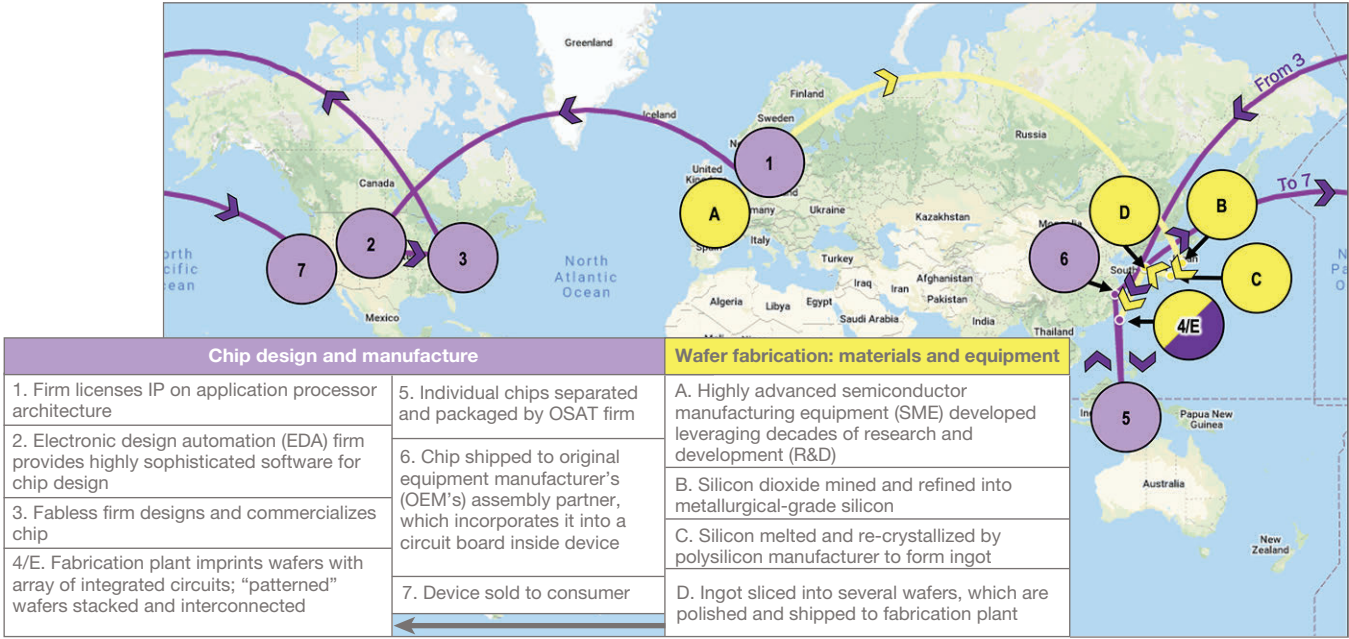 Greenland
Iceland
Finland
Sweden
Russia
From 3
Canada
1
United
A
Ukraine
Kazakhstan
Italy
Turkey
D
B
To 7
7
2
3
North
Atlantic
Ocean
6
C
Iraq
Iran
Afghanistan
Pakistan
Algeria
Libya
Egypt
Saudi Arabia
India
Thailand
Mexico
4/E
5
Papua New
Guinea
Australia
New
Zealand
Chip design and manufacture
1. Firm licenses IP on application processor
architecture
2. Electronic design automation (EDA) firm
provides highly sophisticated software for
chip design
3. Fabless firm designs and commercializes
chip
4/E. Fabrication plant imprints wafers with
array of integrated circuits; “patterned”
wafers stacked and interconnected
5. Individual chips separated
and packaged by OSAT firm
6. Chip shipped to original
equipment manufacturer’s
(OEM’s) assembly partner,
which incorporates it into a
circuit board inside device
7. Device sold to consumer
Wafer fabrication: materials and equipment
A. Highly advanced semiconductor
manufacturing equipment (SME) developed
leveraging decades of research and
development (R&D)
B. Silicon dioxide mined and refined into
metallurgical-grade silicon
C. Silicon melted and re-crystallized by
polysilicon manufacturer to form ingot
D. Ingot sliced into several wafers, which are
polished and shipped to fabrication plant